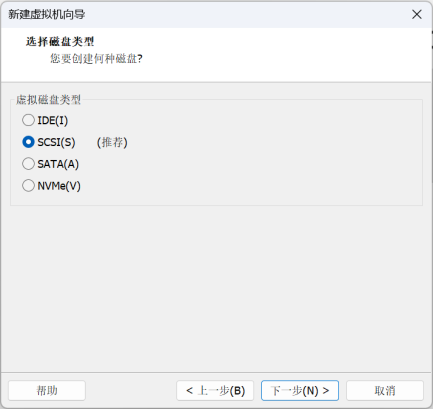 新建虚拟机向导
选择磁盘类型
您要创建何种磁盘?
虚拟磁盘类型
IDE(I)
SCSI(S) (推荐)
SATA(A)
NVMe(V)
帮助 < 上一步(B) 下一步(N) > 取消